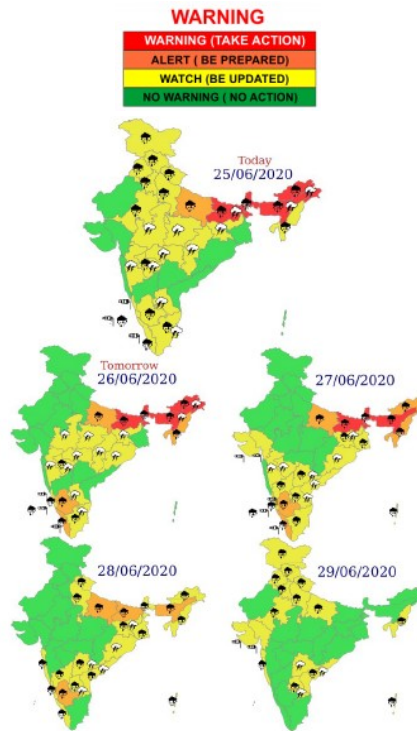 WARNING
WARNING (TAKE ACTION)
ALERT ( BE PREPARED)
WATCH (BE UPDATED)
NO WARNING ( NO ACTION)
Today
25/06/2020
Tomorrow
26/06/2020
27/06/2020
28/06/2020
29/06/2020